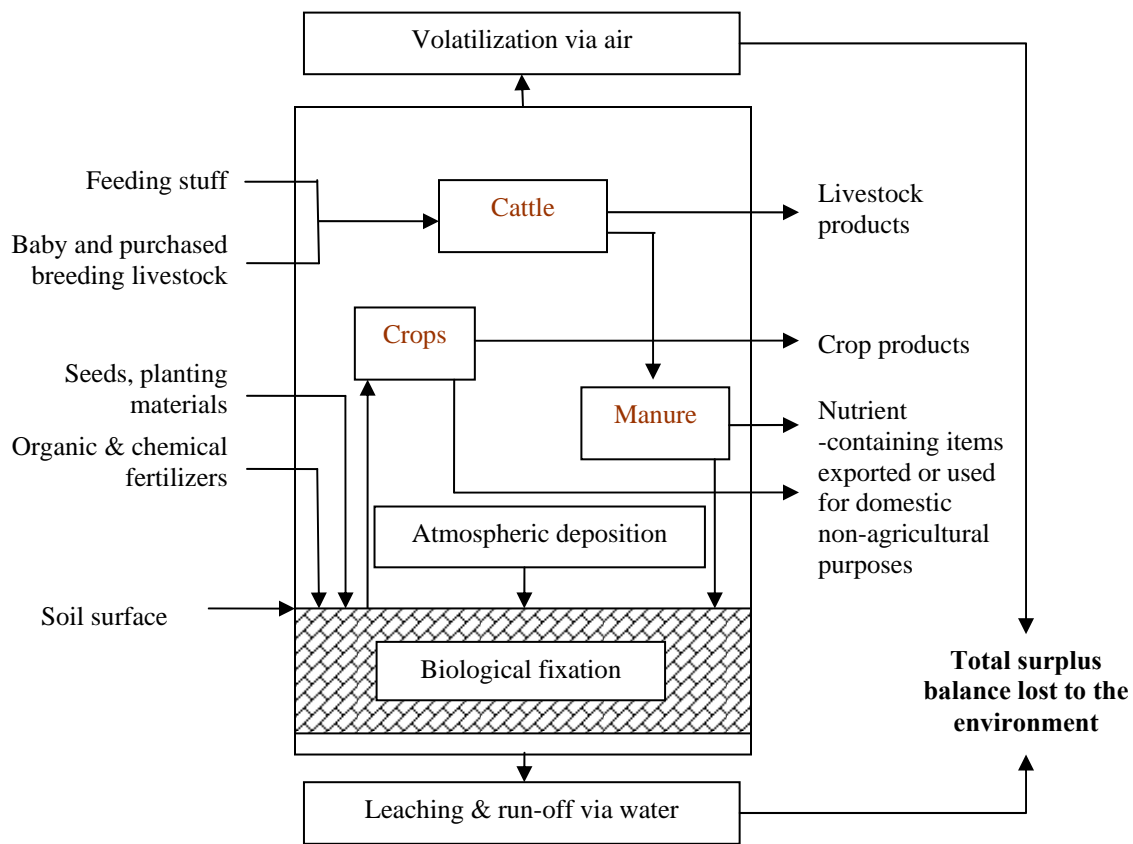 Volatilization via air
Feeding stuff
Baby and purchased
breeding livestock
Cattle
Livestock
products
Crops
Crop products
Seeds, planting
materials
Organic & chemical
fertilizers
Manure
Nutrient
-containing items
exported or used
for domestic
non-agricultural
purposes
Atmospheric deposition
Soil surface
Biological fixation
Total surplus
balance lost to the
environment
Leaching & run-off via water